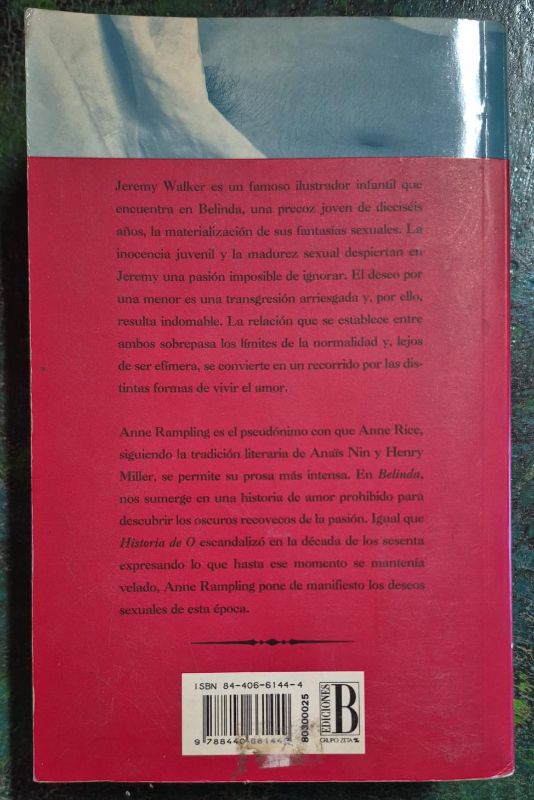 Jeremy Walker es un famoso ilustrador infantil que
encuentra en Belinda, una precoz joven de dieciséis
años, la materialización de sus fantasías sexuales. La
inocencia juvenil y la madurez sexual despiertan en
Jeremy una pasión imposible de ignorar. El deseo por
una menor es una transgresión arriesgada y, por ello,
resulta indomable. La relación que se establece entre
ambos sobrepasa los límites de la normalidad y, lejos
de ser efímera, se convierte en un recorrido por las dis-
tintas formas de vivir el amor.
Anne Rampling es el pseudónimo con que Anne Rice,
siguiendo la tradición literaria de Anaïs Nin y Henry
Miller, se permite su prosa más intensa. En Belinda,
nos sumerge en una historia de amor prohibido para
descubrir los oscuros recovecos de la pasión. Igual que
Historia de O escandalizó en la década de los sesenta
expresando lo que hasta ese momento se mantenía
velado, Anne Rampling pone de manifiesto los deseos
sexuales de esta época.
ISBN 84-406-6144-4
9 788440 661449
80300025
EDICIONES B
GRUPO ZETA